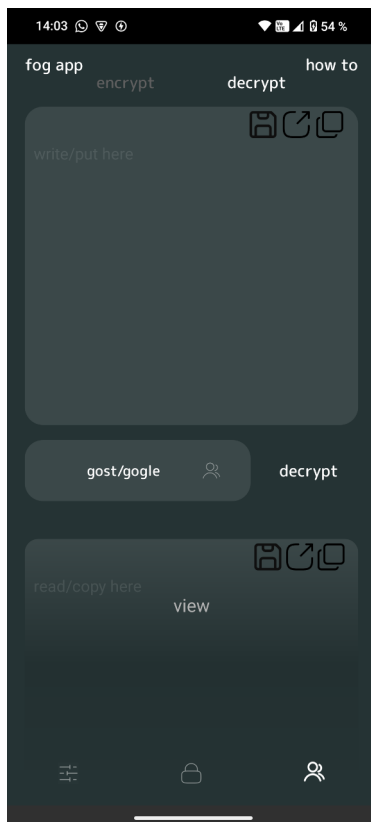 14:03 54 %
fog app how to
encrypt decrypt
write/put here
gost/gogle decrypt
read/copy here
view